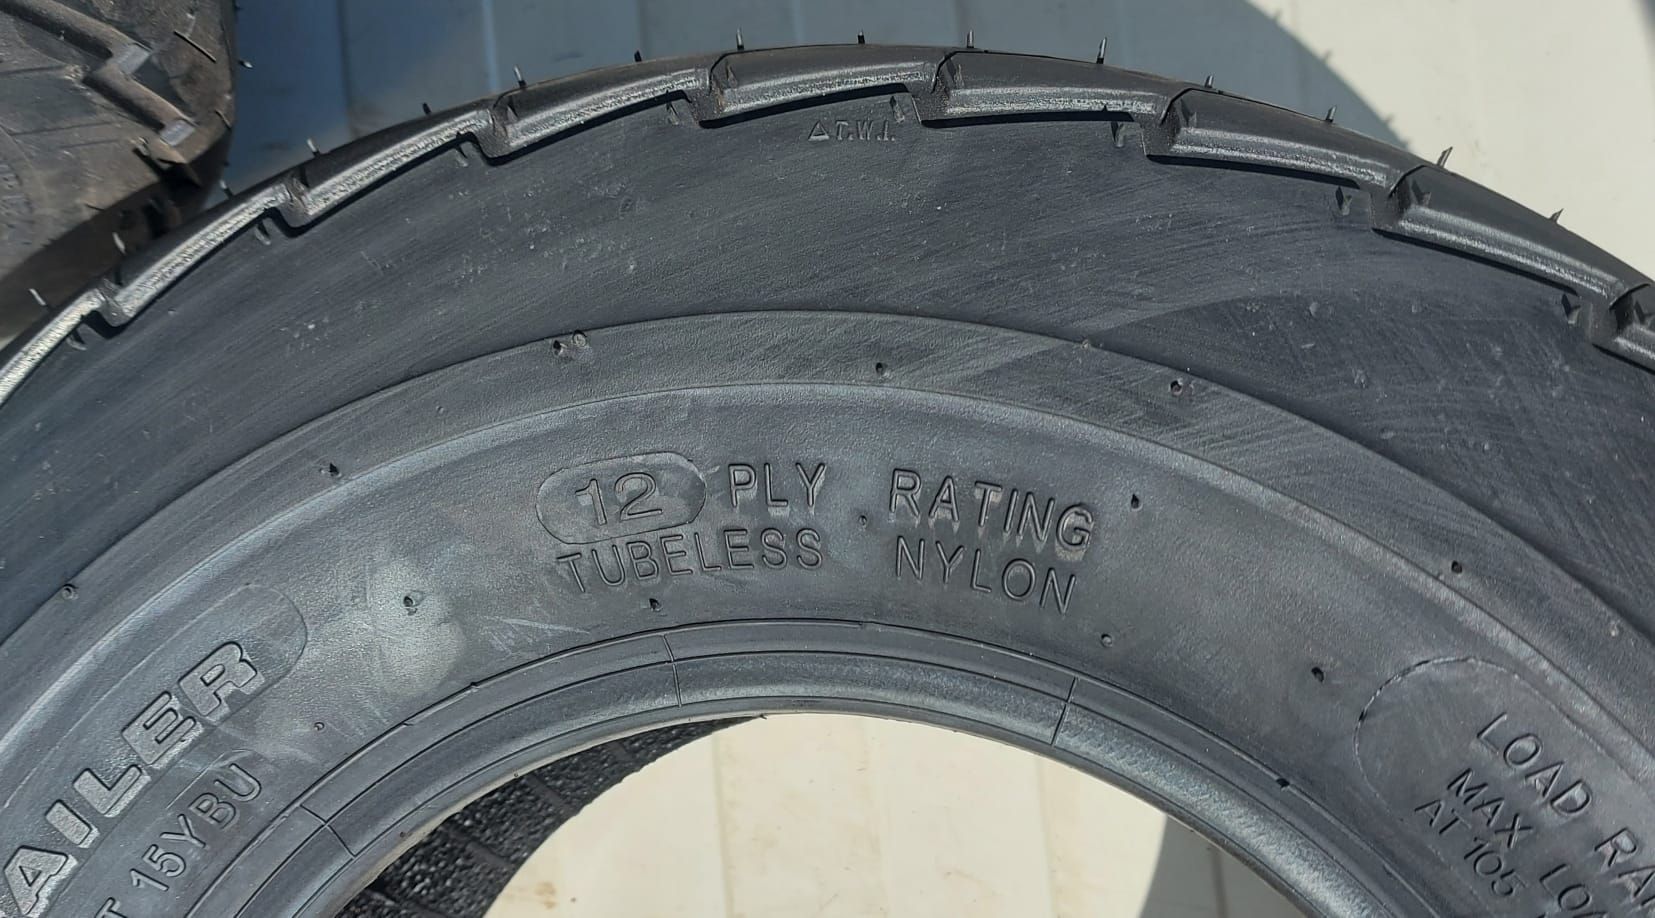 △T.W.I.
12 PLY RATING
TUBELESS NYLON
AILER
T 15YBU
LOAD RA
MAX LO
AT 105